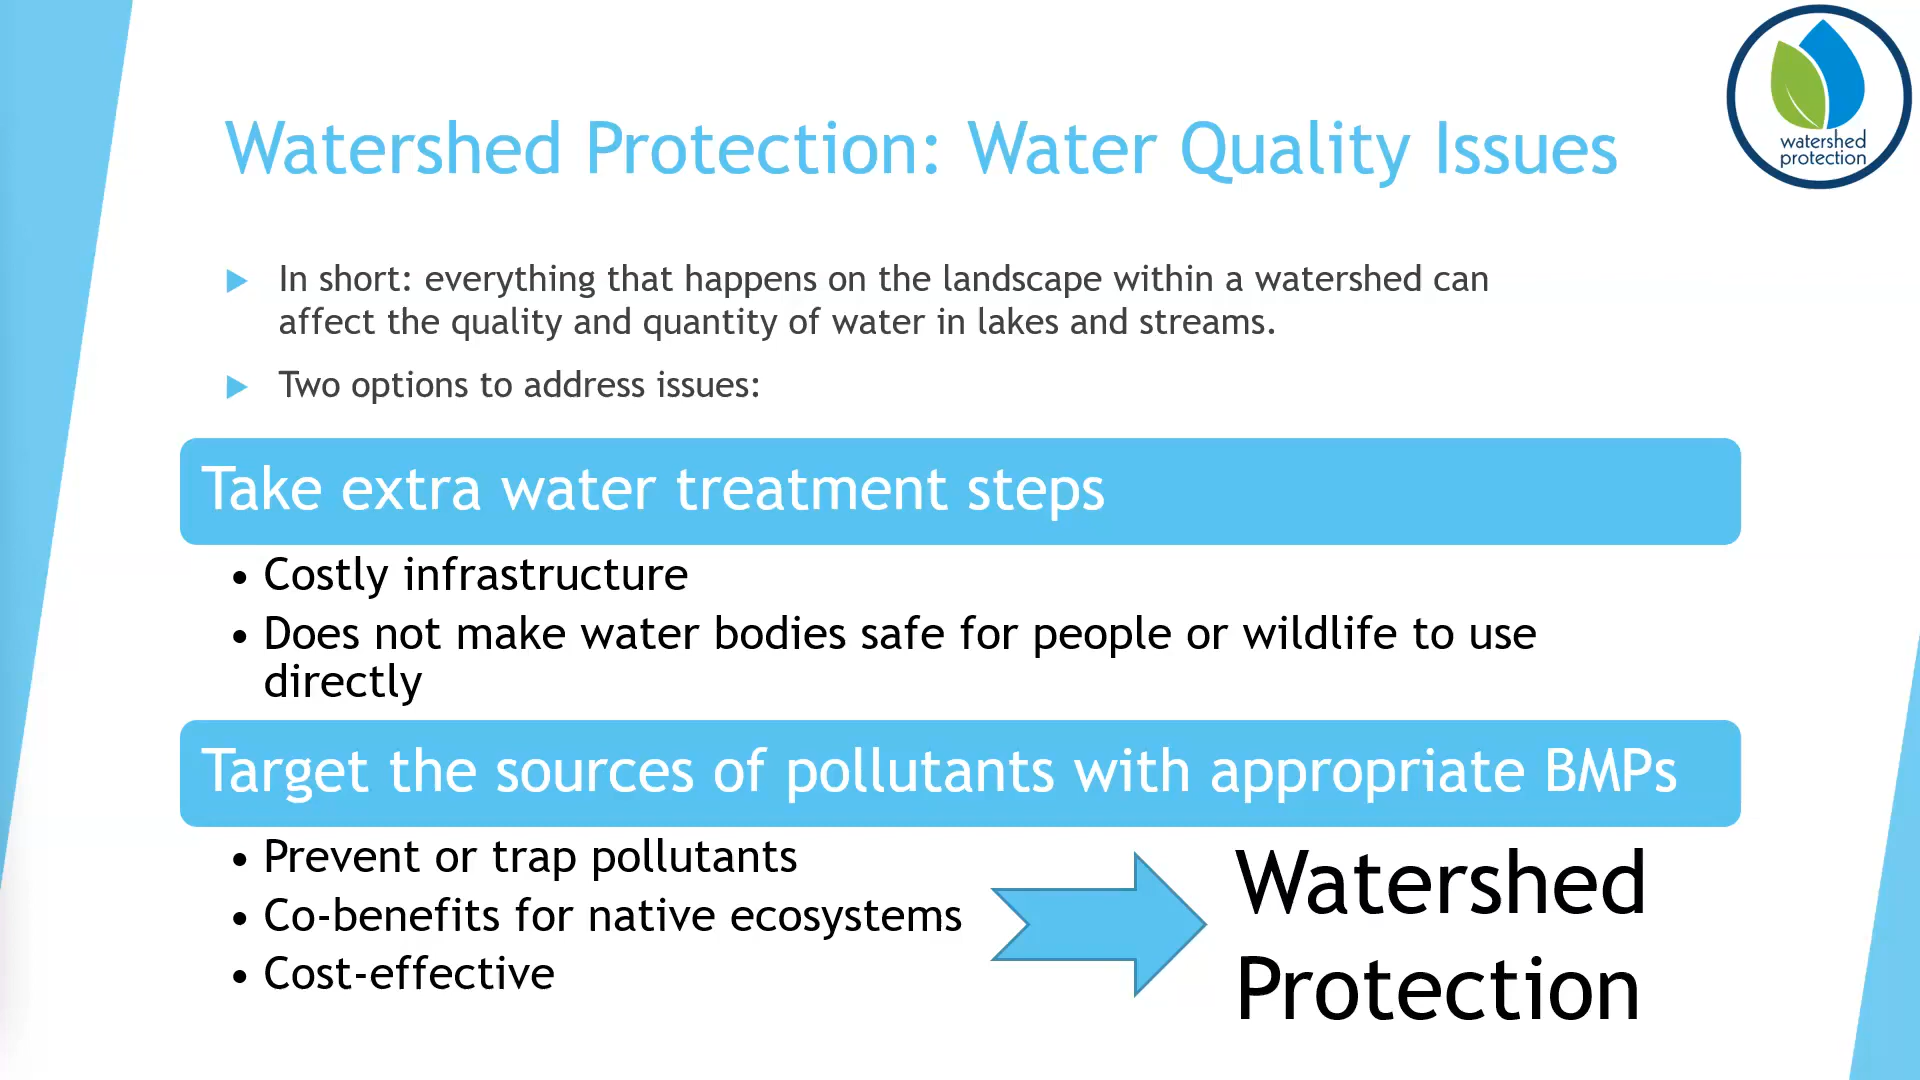 watershed
protection
Watershed Protection: Water Quality Issues
In short: everything that happens on the landscape within a watershed can
affect the quality and quantity of water in lakes and streams.
Two options to address issues:
Take extra water treatment steps
• Costly infrastructure
• Does not make water bodies safe for people or wildlife to use
directly
Target the sources of pollutants with appropriate BMPs
• Prevent or trap pollutants
• Co-benefits for native ecosystems
• Cost-effective
Watershed
Protection